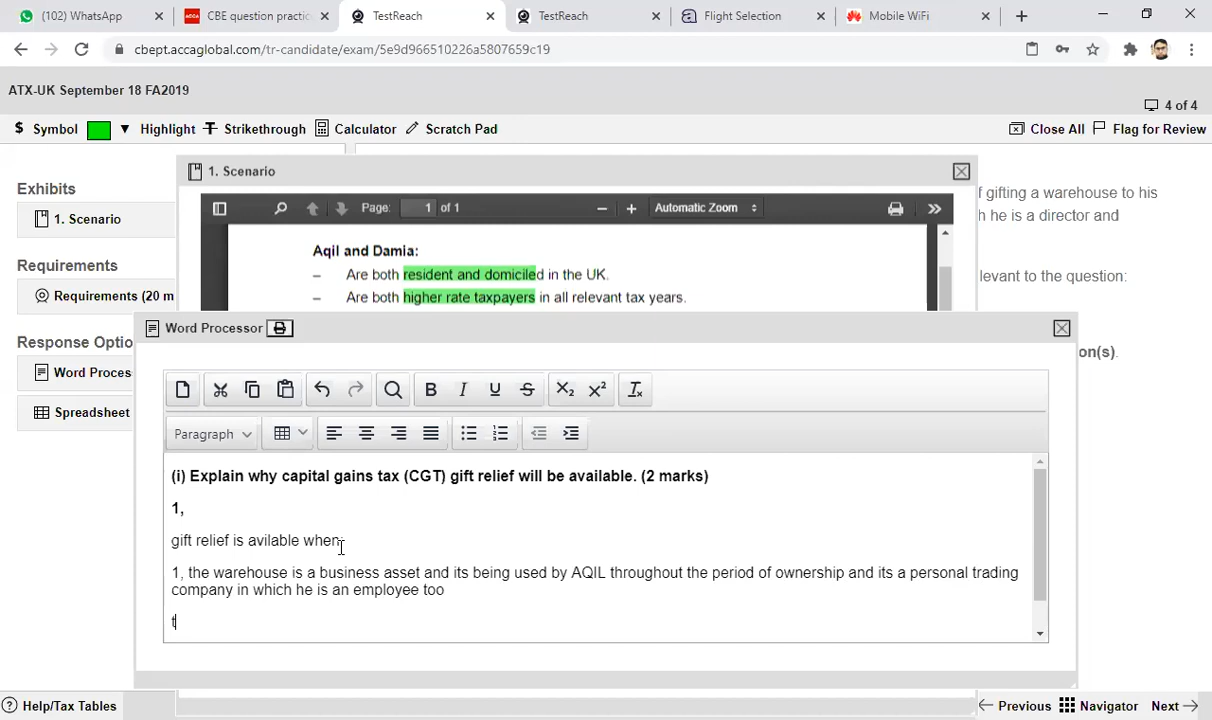 (102) WhatsApp
CBE question practic
TestReach
TestReach
Flight Selection
Mobile WiFi
cbept.accaglobal.com/tr-candidate/exam/5e9d966510226a5807659c19
ATX-UK September 18 FA2019
4 of 4
$ Symbol
Highlight
Strikethrough
Calculator
Scratch Pad
Close All
Flag for Review
Exhibits
1. Scenario
Requirements
Requirements (20 m
Response Optio
Word Proces
Spreadsheet
1. Scenario
Page: 1 of 1
Automatic Zoom
Aqil and Damia:
– Are both resident and domiciled in the UK.
– Are both higher rate taxpayers in all relevant tax years.
f gifting a warehouse to his
h he is a director and
levant to the question:
on(s).
Word Processor
B I U S X₂ X² Tx
Paragraph
(i) Explain why capital gains tax (CGT) gift relief will be available. (2 marks)
1,
gift relief is avilable when
1, the warehouse is a business asset and its being used by AQIL throughout the period of ownership and its a personal trading
company in which he is an employee too
t
Help/Tax Tables
Previous
Navigator
Next